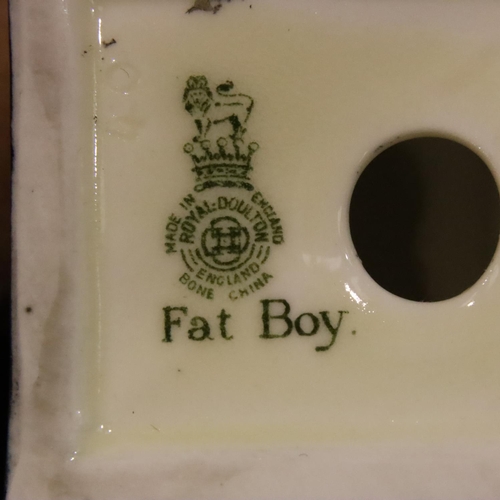 MADE IN ENGLAND
ROYAL DOULTON
ENGLAND
BONE CHINA
Fat Boy.